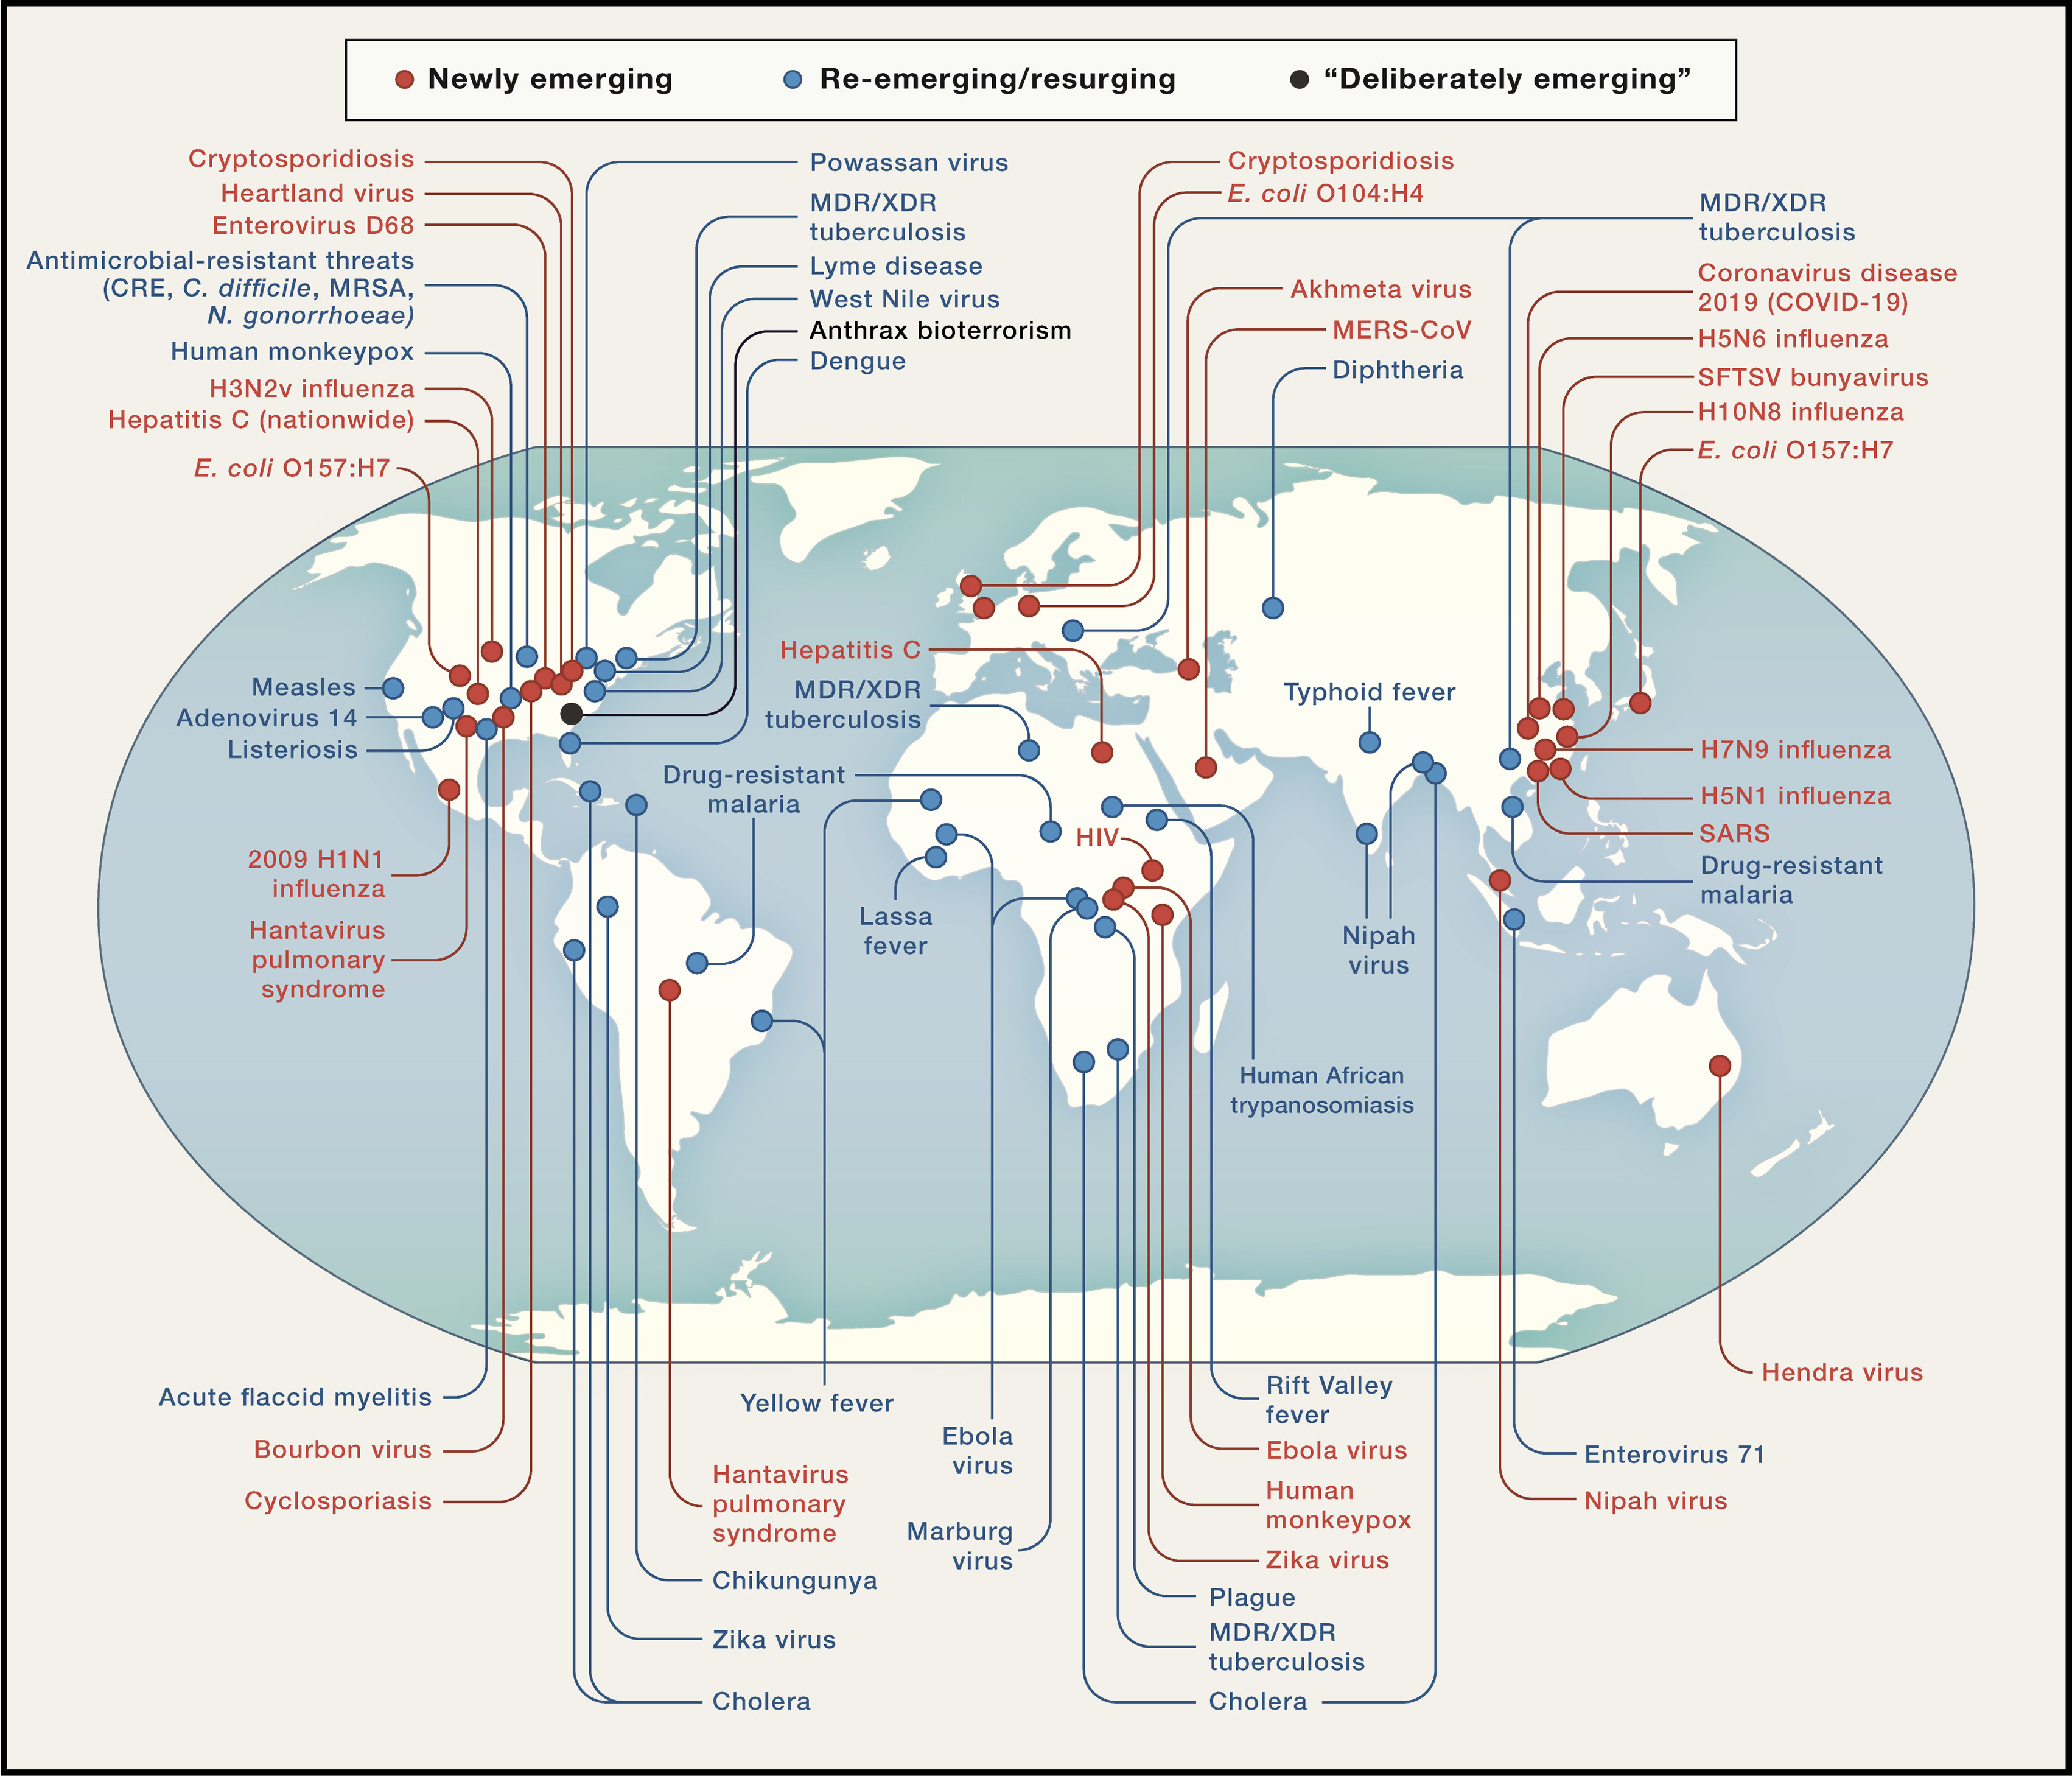 Newly emerging
Re-emerging/resurging
“Deliberately emerging”
Cryptosporidiosis
Heartland virus
Enterovirus D68
Antimicrobial-resistant threats
(CRE, C. difficile, MRSA,
N. gonorrhoeae)
Human monkeypox
H3N2v influenza
Hepatitis C (nationwide)
E. coli O157:H7
Powassan virus
MDR/XDR
tuberculosis
Lyme disease
West Nile virus
Anthrax bioterrorism
Dengue
Cryptosporidiosis
E. coli O104:H4
Akhmeta virus
MERS-CoV
Diphtheria
MDR/XDR
tuberculosis
Coronavirus disease
2019 (COVID-19)
H5N6 influenza
SFTSV bunyavirus
H10N8 influenza
E. coli O157:H7
Measles
Adenovirus 14
Listeriosis
2009 H1N1
influenza
Hantavirus
pulmonary
syndrome
Hepatitis C
MDR/XDR
tuberculosis
Drug-resistant
malaria
HIV
Lassa
fever
Typhoid fever
Nipah
virus
Human African
trypanosomiasis
H7N9 influenza
H5N1 influenza
SARS
Drug-resistant
malaria
Acute flaccid myelitis
Bourbon virus
Cyclosporiasis
Yellow fever
Hantavirus
pulmonary
syndrome
Chikungunya
Zika virus
Cholera
Ebola
virus
Marburg
virus
Rift Valley
fever
Ebola virus
Human
monkeypox
Zika virus
Plague
MDR/XDR
tuberculosis
Cholera
Hendra virus
Enterovirus 71
Nipah virus